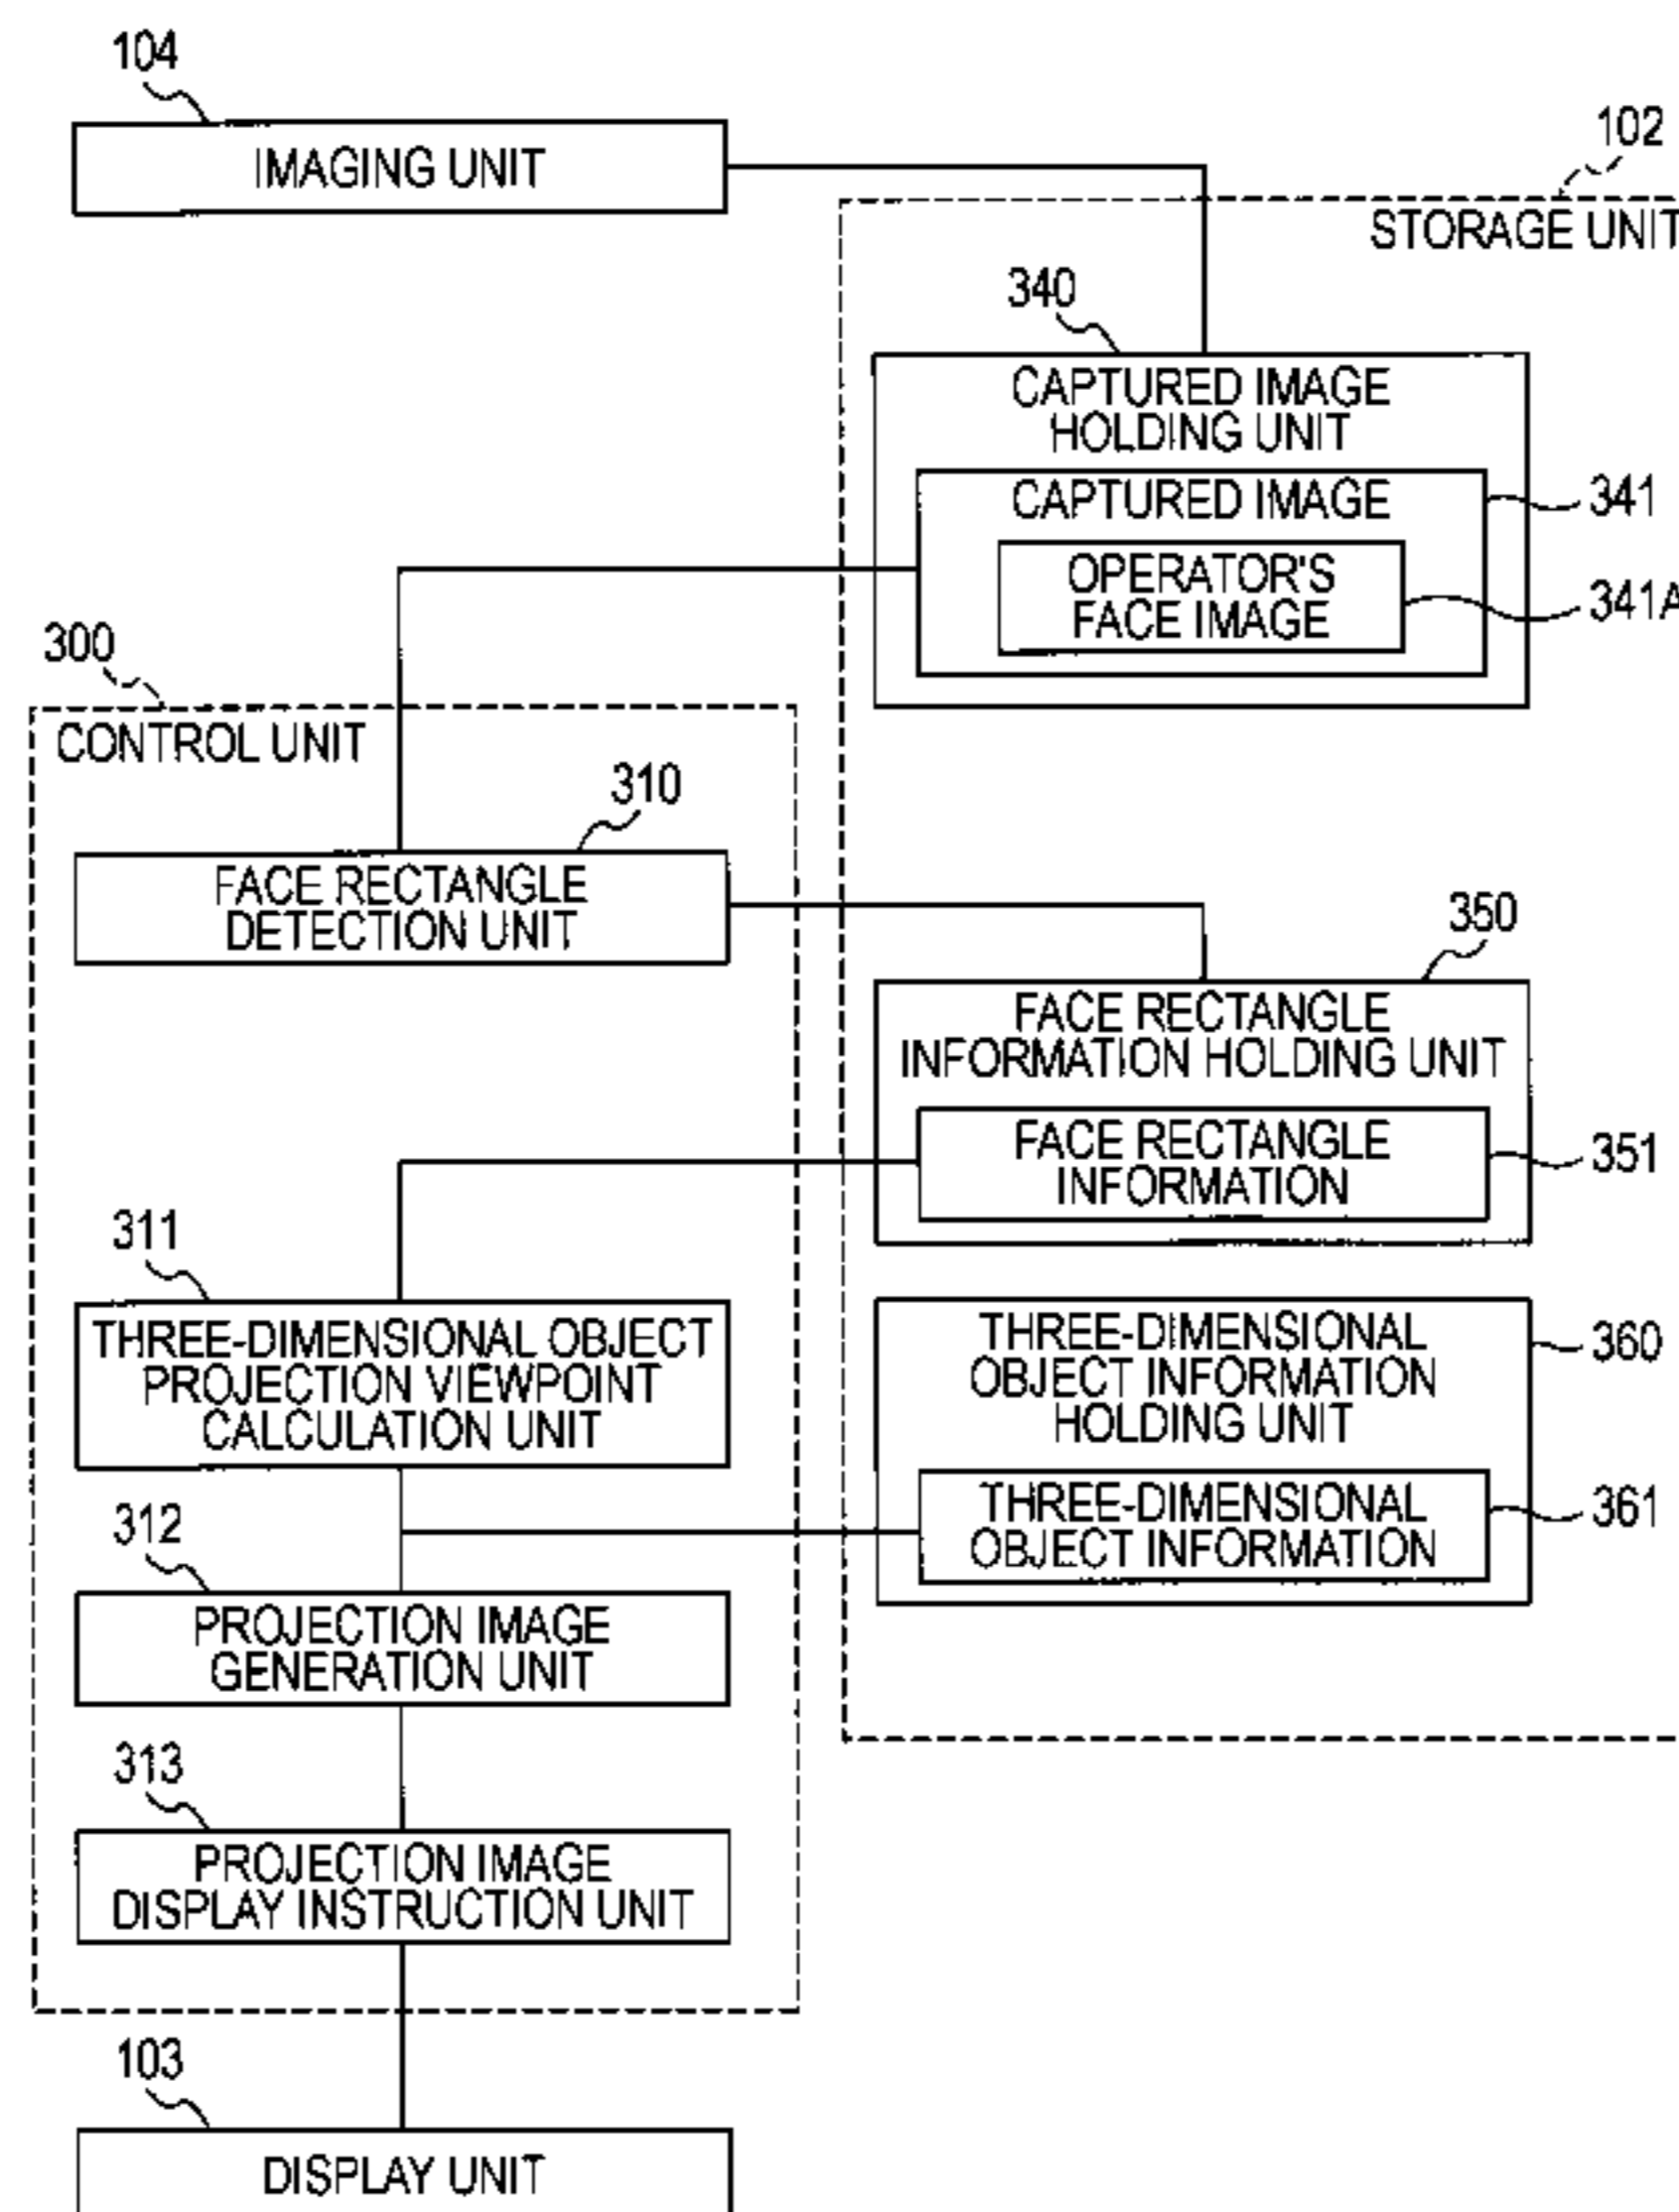 104
IMAGING UNIT
102
STORAGE UNIT
340
CAPTURED IMAGE
HOLDING UNIT
CAPTURED IMAGE
341
OPERATOR'S
FACE IMAGE
341A
300
CONTROL UNIT
310
FACE RECTANGLE
DETECTION UNIT
350
FACE RECTANGLE
INFORMATION HOLDING UNIT
FACE RECTANGLE
INFORMATION
351
311
THREE-DIMENSIONAL OBJECT
PROJECTION VIEWPOINT
CALCULATION UNIT
THREE-DIMENSIONAL
OBJECT INFORMATION
HOLDING UNIT
360
THREE-DIMENSIONAL
OBJECT INFORMATION
361
312
PROJECTION IMAGE
GENERATION UNIT
313
PROJECTION IMAGE
DISPLAY INSTRUCTION UNIT
103
DISPLAY UNIT